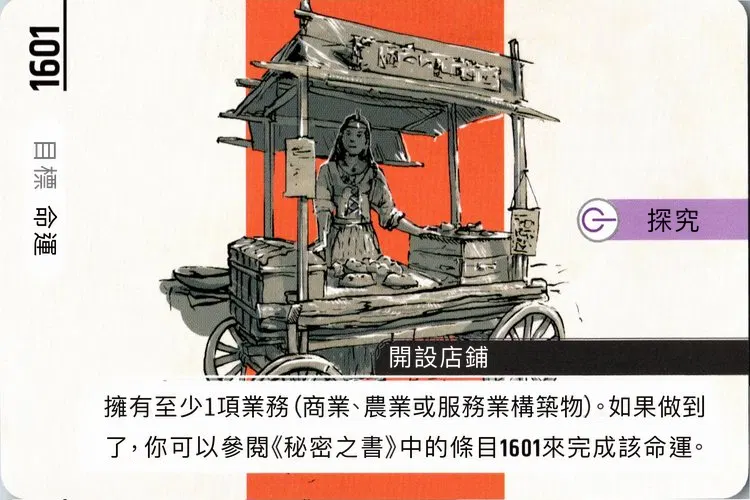 1601
目標 命運
探究
開設店鋪
擁有至少1項業務（商業、農業或服務業構築物）。如果做到
了，你可以參閱《秘密之書》中的條目1601來完成該命運。